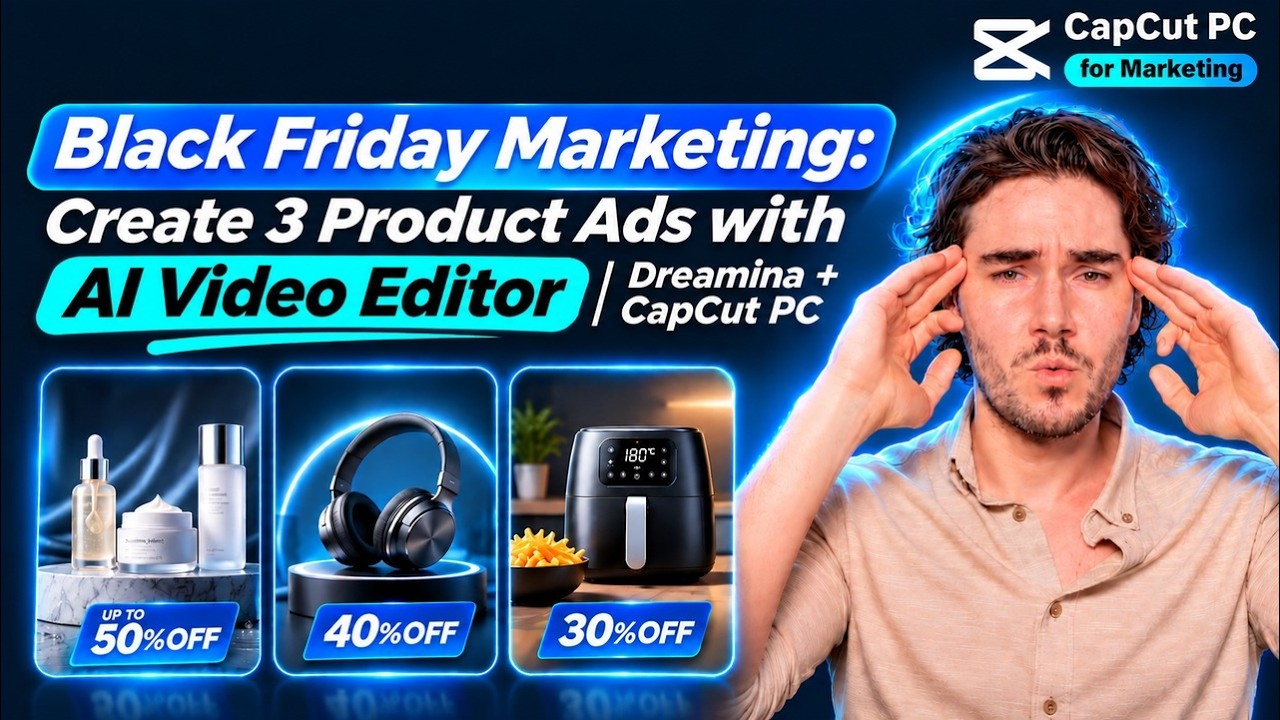 CapCut PC
for Marketing
Black Friday Marketing:
Create 3 Product Ads with
AI Video Editor
Dreamina +
CapCut PC
UP TO
50%OFF
40%OFF
180°C
30%OFF